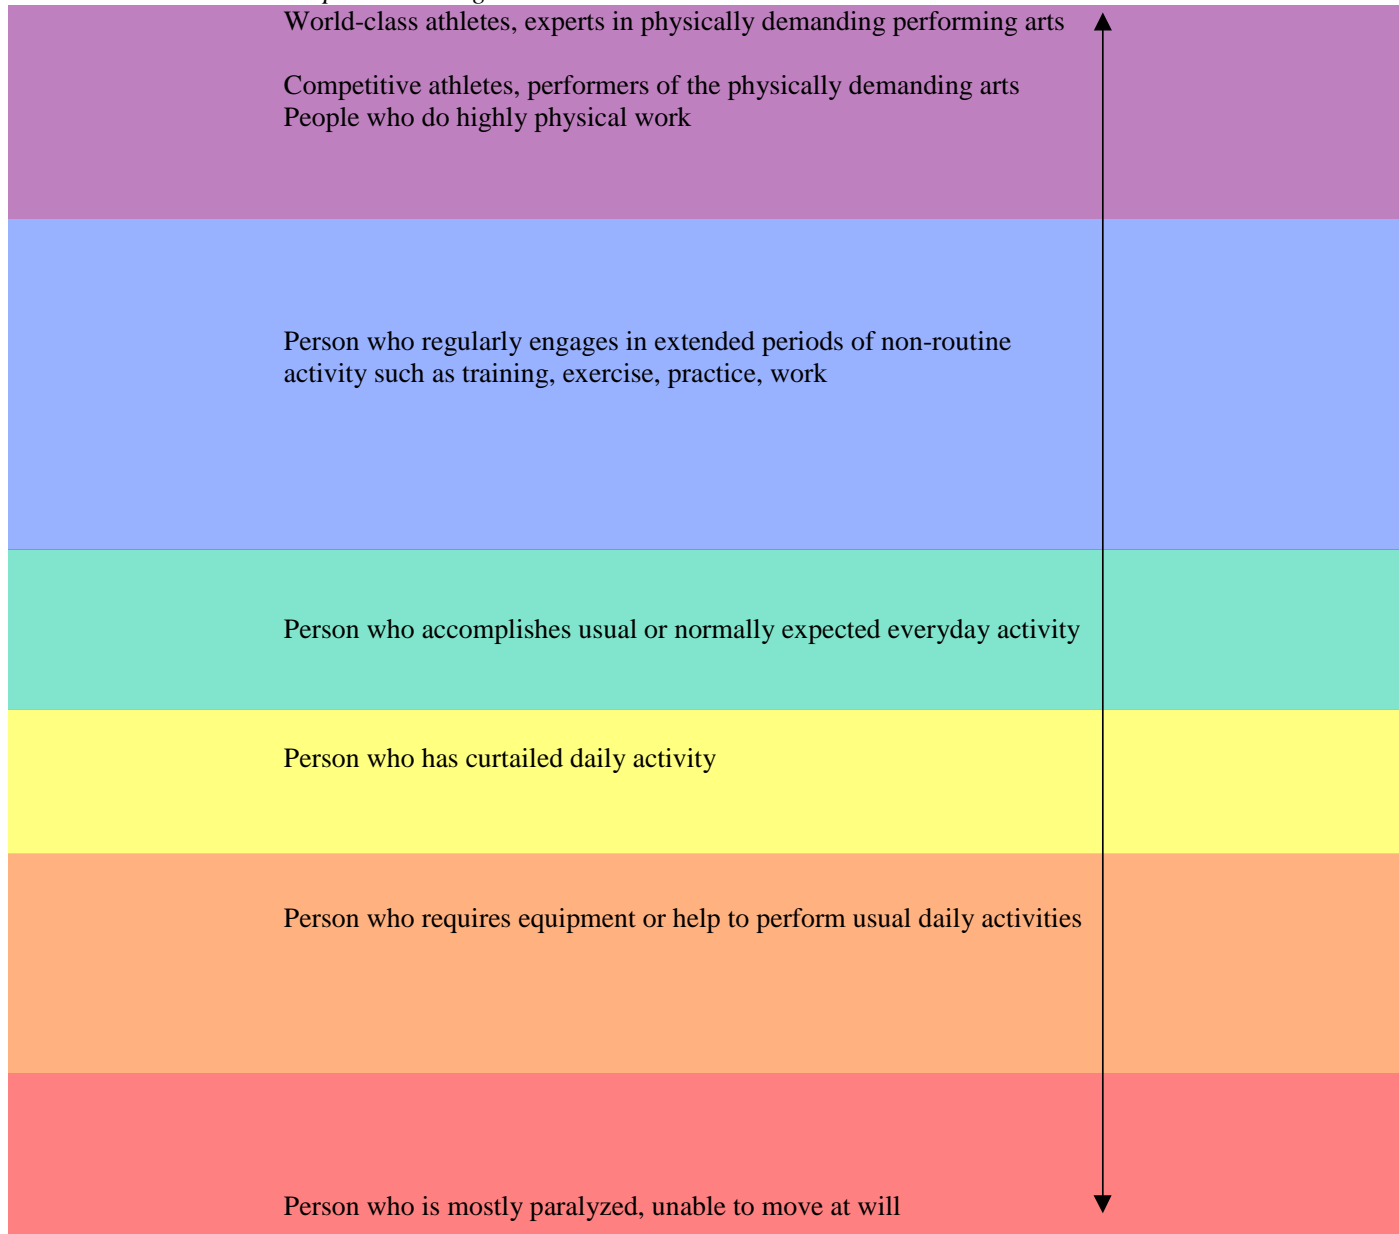 World-class athletes, experts in physically demanding performing arts
Competitive athletes, performers of the physically demanding arts
People who do highly physical work
Person who regularly engages in extended periods of non-routine
activity such as training, exercise, practice, work
Person who accomplishes usual or normally expected everyday activity
Person who has curtailed daily activity
Person who requires equipment or help to perform usual daily activities
Person who is mostly paralyzed, unable to move at will